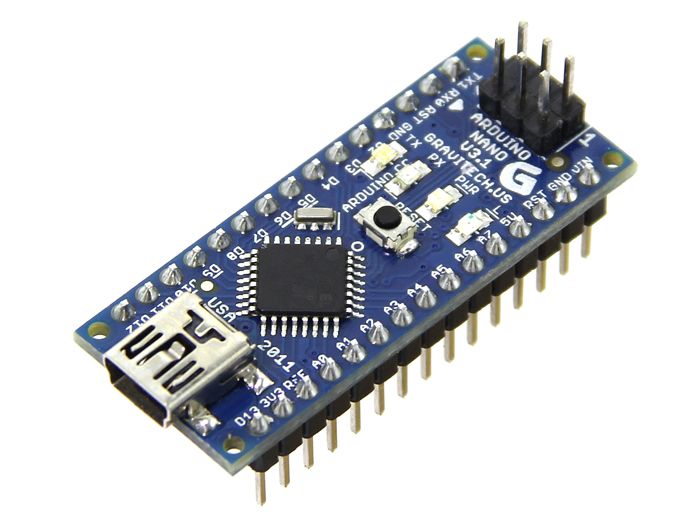 TX1
RX0
RST
GND
D2
D3
D4
D5
D6
D7
D8
D9
D10
D11
D12
ARDUINO
NANO
V3.1
GRAVITECH.US
G
1
TX
RX
PWR
L
ARDUINO.CC
RESET
USA
2011
VIN
GND
RST
5V
A7
A6
A5
A4
A3
A2
A1
A0
REF
3V3
D13